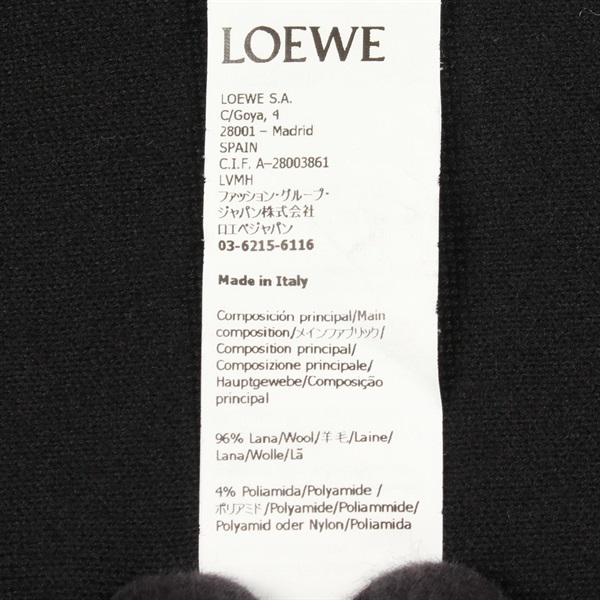 LOEWE
LOEWE S.A.
C/Goya, 4
28001 – Madrid
SPAIN
C.I.F. A-28003861
LVMH
ファッション・グループ・
ジャパン株式会社
ロエベジャパン
03-6215-6116
Made in Italy
Composición principal/Main
composition/メインファブリック/
Composition principal/
Composizione principale/
Hauptgewebe/Composição
principal
96% Lana/Wool/羊毛/Laine/
Lana/Wolle/Lã
4% Poliamida/Polyamide /
ポリアミド/Polyamide/Poliammide/
Polyamid oder Nylon/Poliamida